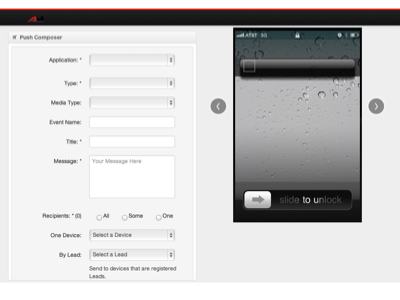 Push Composer
Application: *
Type: *
Media Type:
Event Name:
Title: *
Message: *
Your Message Here
Recipients: * (0)
All
Some
One
One Device:
Select a Device
By Lead:
Select a Lead
Send to devices that are registered
Leads.
AT&T 3G
slide to unlock